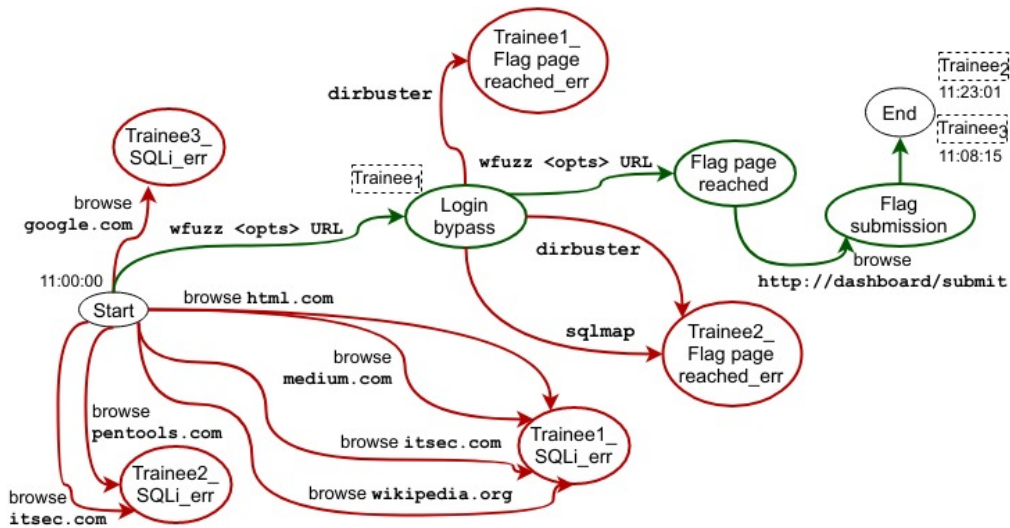 Trainee1_
Flag page
reached_err
dirbuster
Trainee2
11:23:01
End
Trainee3
11:08:15
Trainee3_
SQLi_err
wfuzz <opts> URL
Flag page
reached
Trainee1
browse
google.com
wfuzz <opts> URL
Login
bypass
Flag
submission
dirbuster
browse
http://dashboard/submit
11:00:00
Start
browse html.com
sqlmap
Trainee2_
Flag page
reached_err
browse
medium.com
browse
pentools.com
browse itsec.com
Trainee1_
SQLi_err
Trainee2_
SQLi_err
browse wikipedia.org
browse
itsec.com